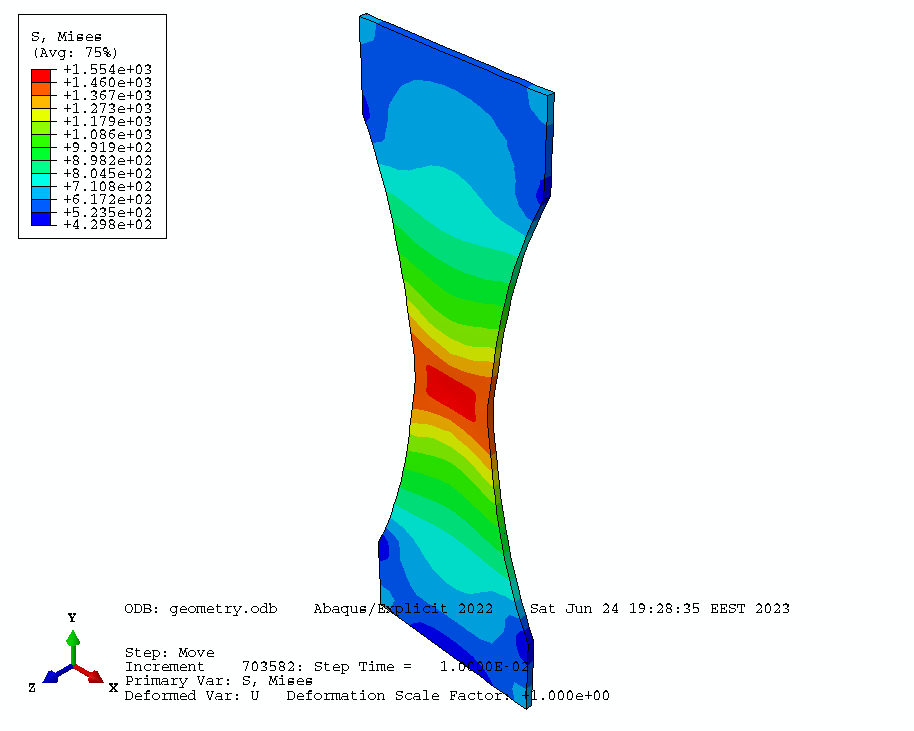 S, Mises
(Avg: 75%)
+1.554e+03
+1.460e+03
+1.367e+03
+1.273e+03
+1.179e+03
+1.086e+03
+9.919e+02
+8.982e+02
+8.045e+02
+7.108e+02
+6.172e+02
+5.235e+02
+4.298e+02
ODB: geometry.odb Abaqus/Explicit 2022 Sat Jun 24 19:28:35 EEST 2023
Y
Z
X
Step: Move
Increment 703582: Step Time = 1.0000E-02
Primary Var: S, Mises
Deformed Var: U Deformation Scale Factor: +1.000e+00